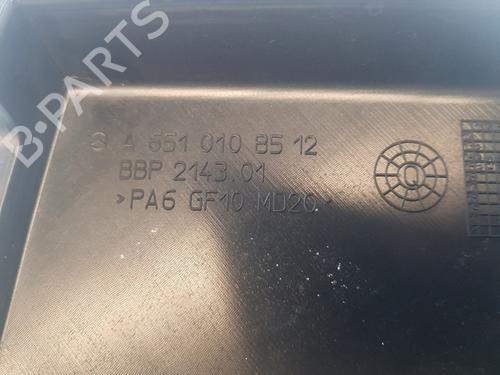 B-PARTS
A 651 010 85 12
BBP 2143.01
>PA6 GF10 MD20<
Q